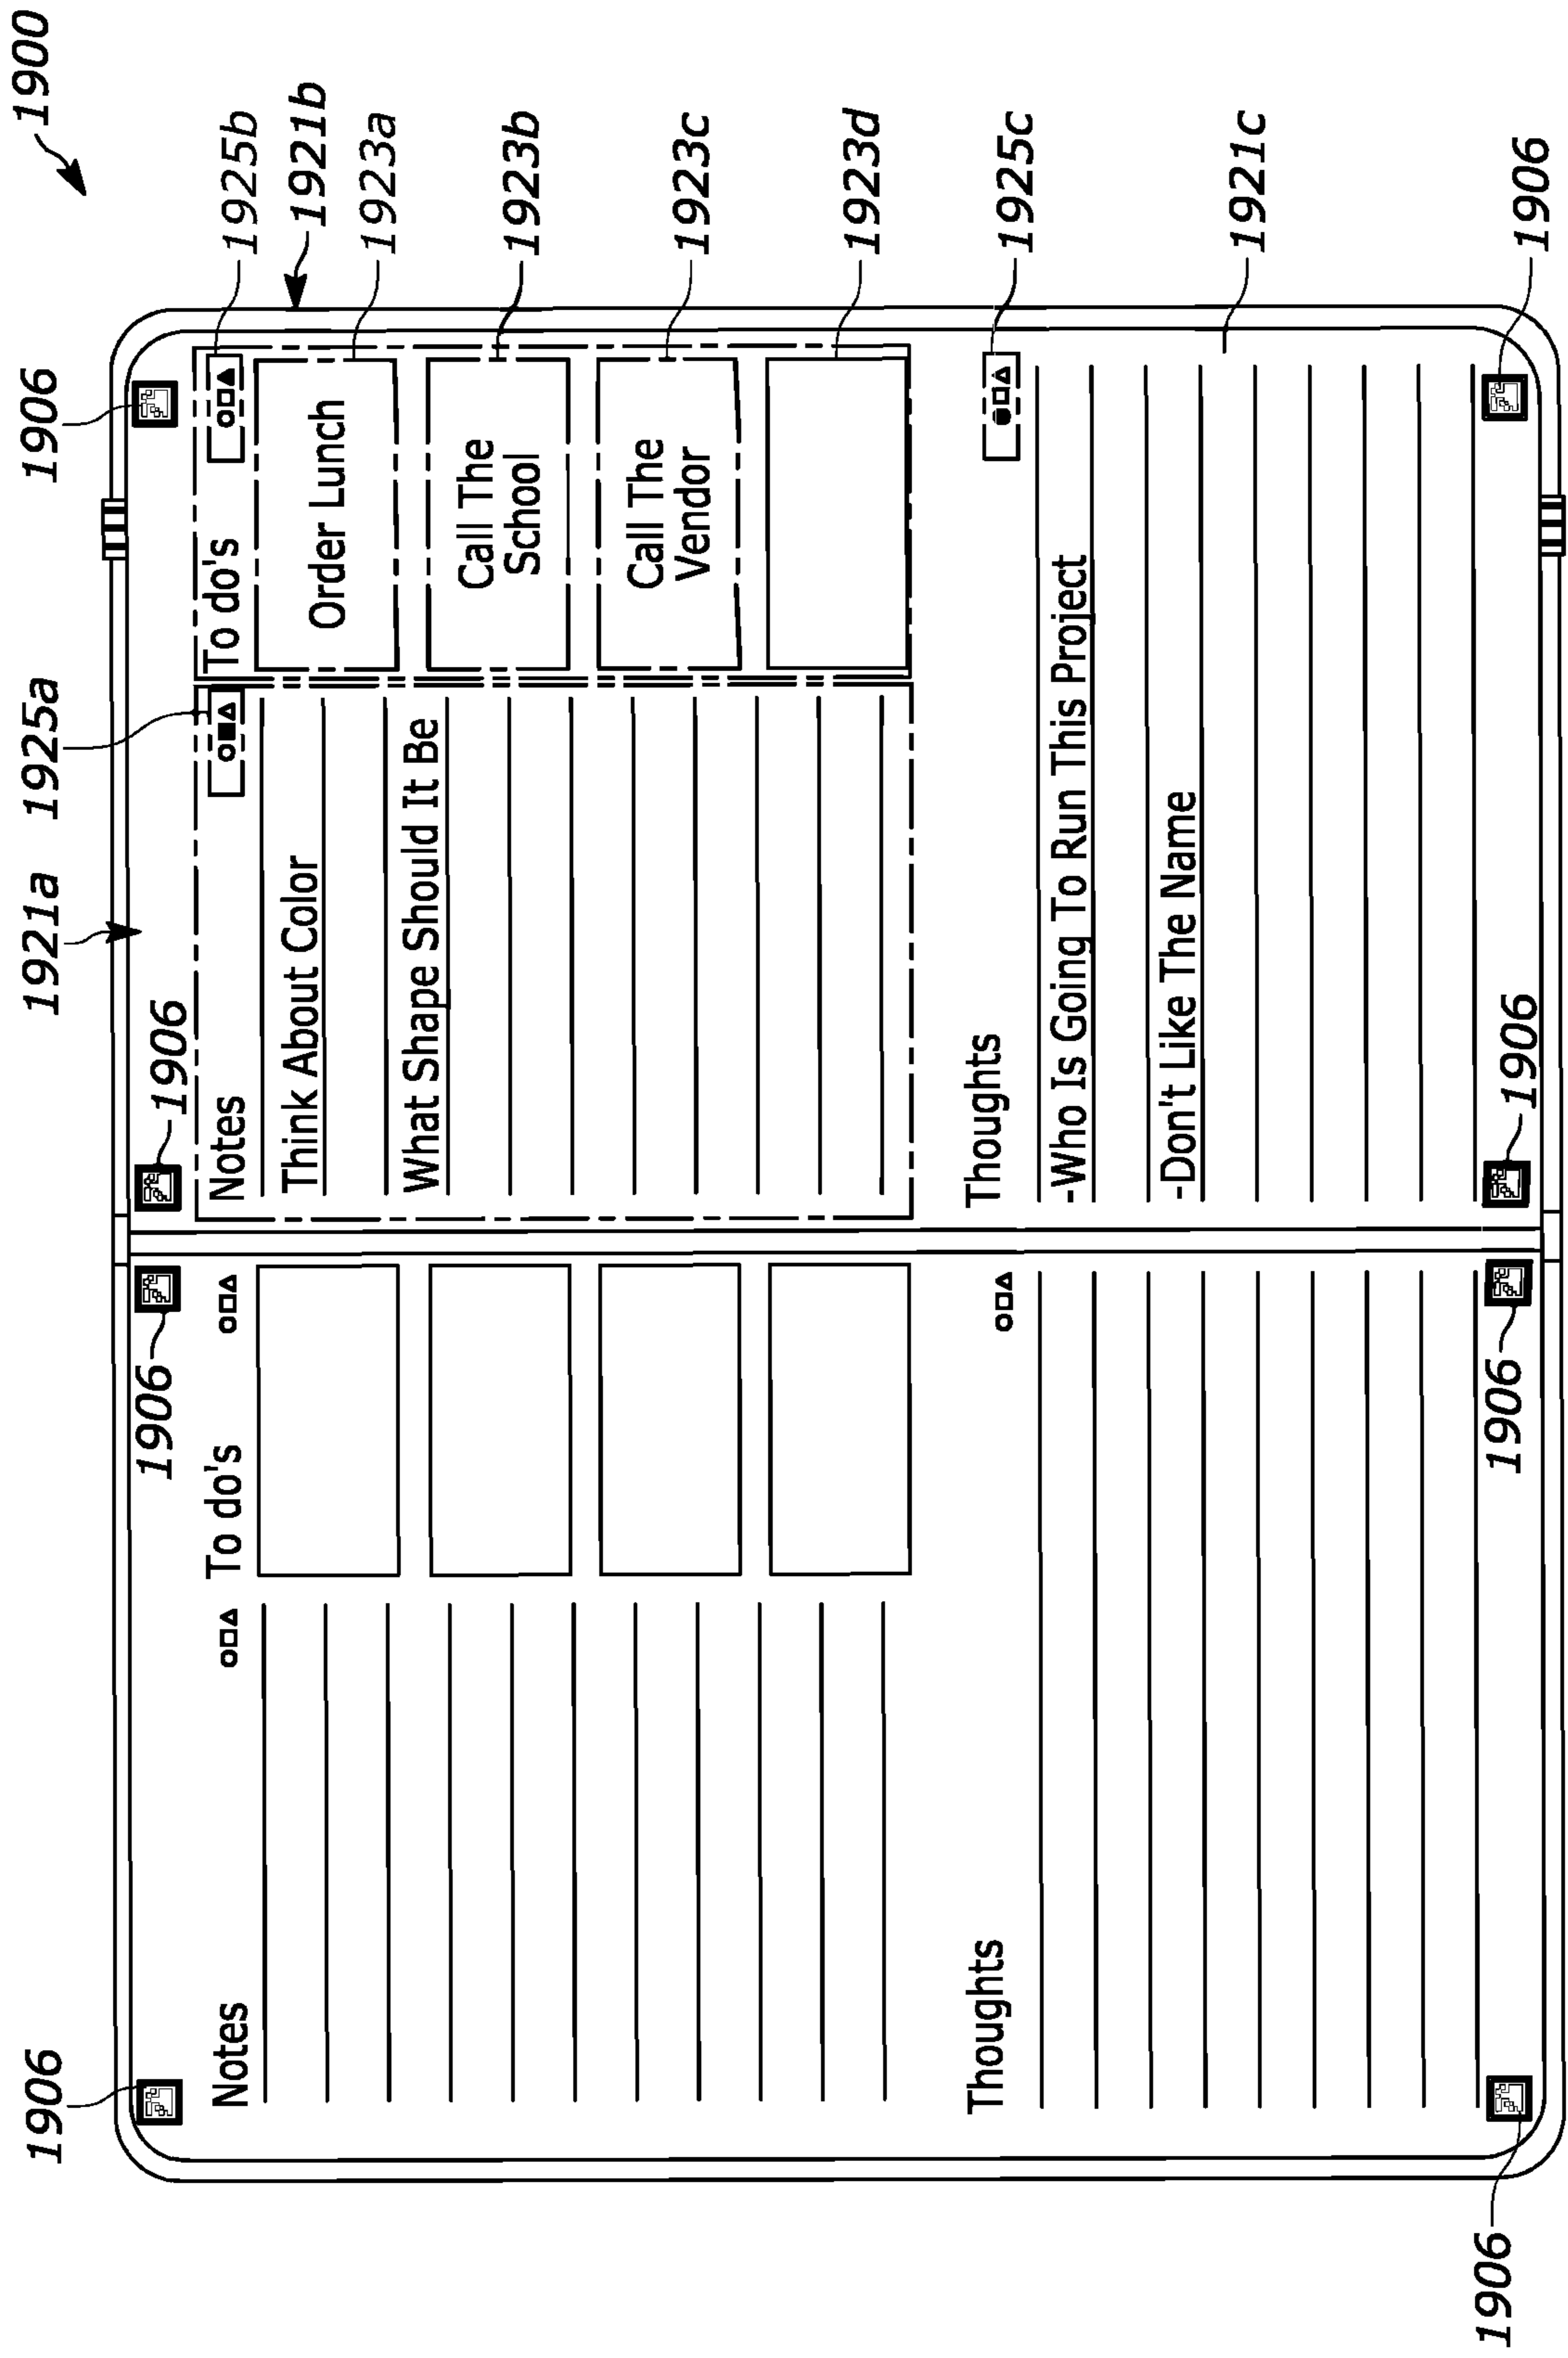 1900
1906
1906
1906
1921a
1925a
1906
1925b
1921b
1923a
1923b
1923c
1923d
1925c
1921c
1906
Notes
To do's
Thoughts
Notes
Think About Color
What Shape Should It Be
To do's
Order Lunch
Call The
School
Call The
Vendor
Thoughts
-Who Is Going To Run This Project
-Don't Like The Name
1906
1906
1906